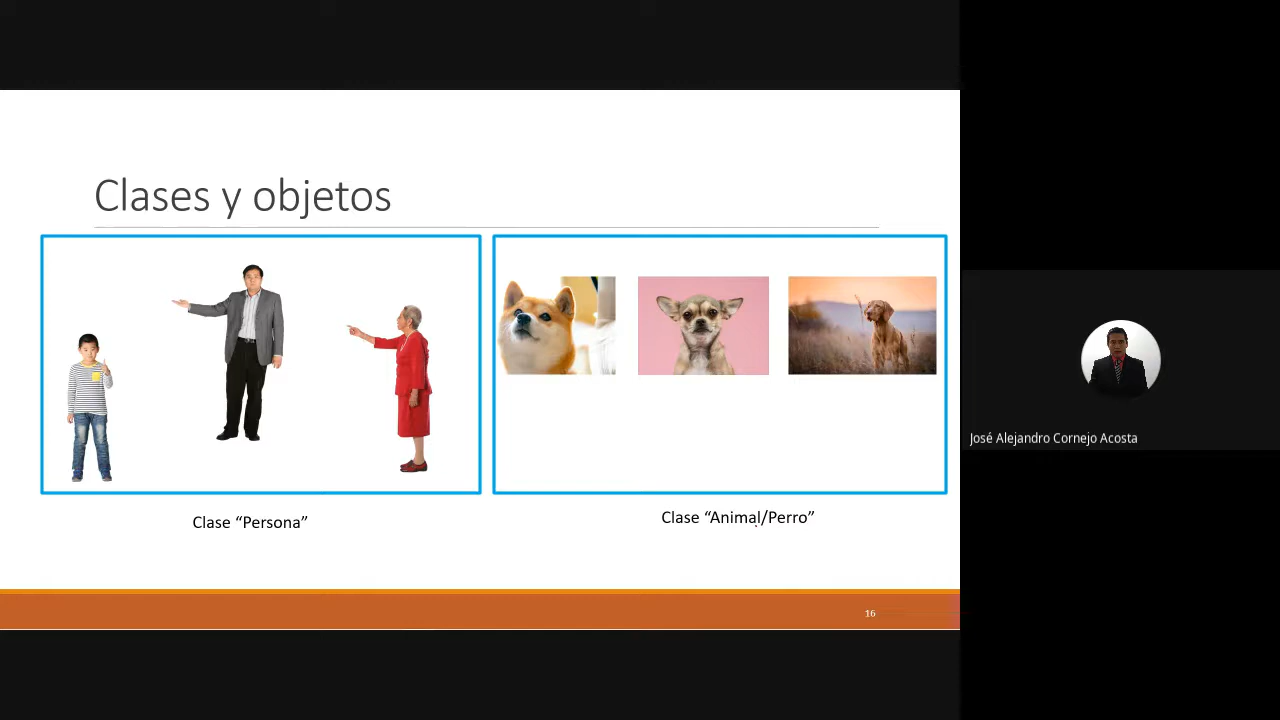 Clases y objetos
Clase “Persona”
Clase “Animal/Perro”
16
José Alejandro Cornejo Acosta